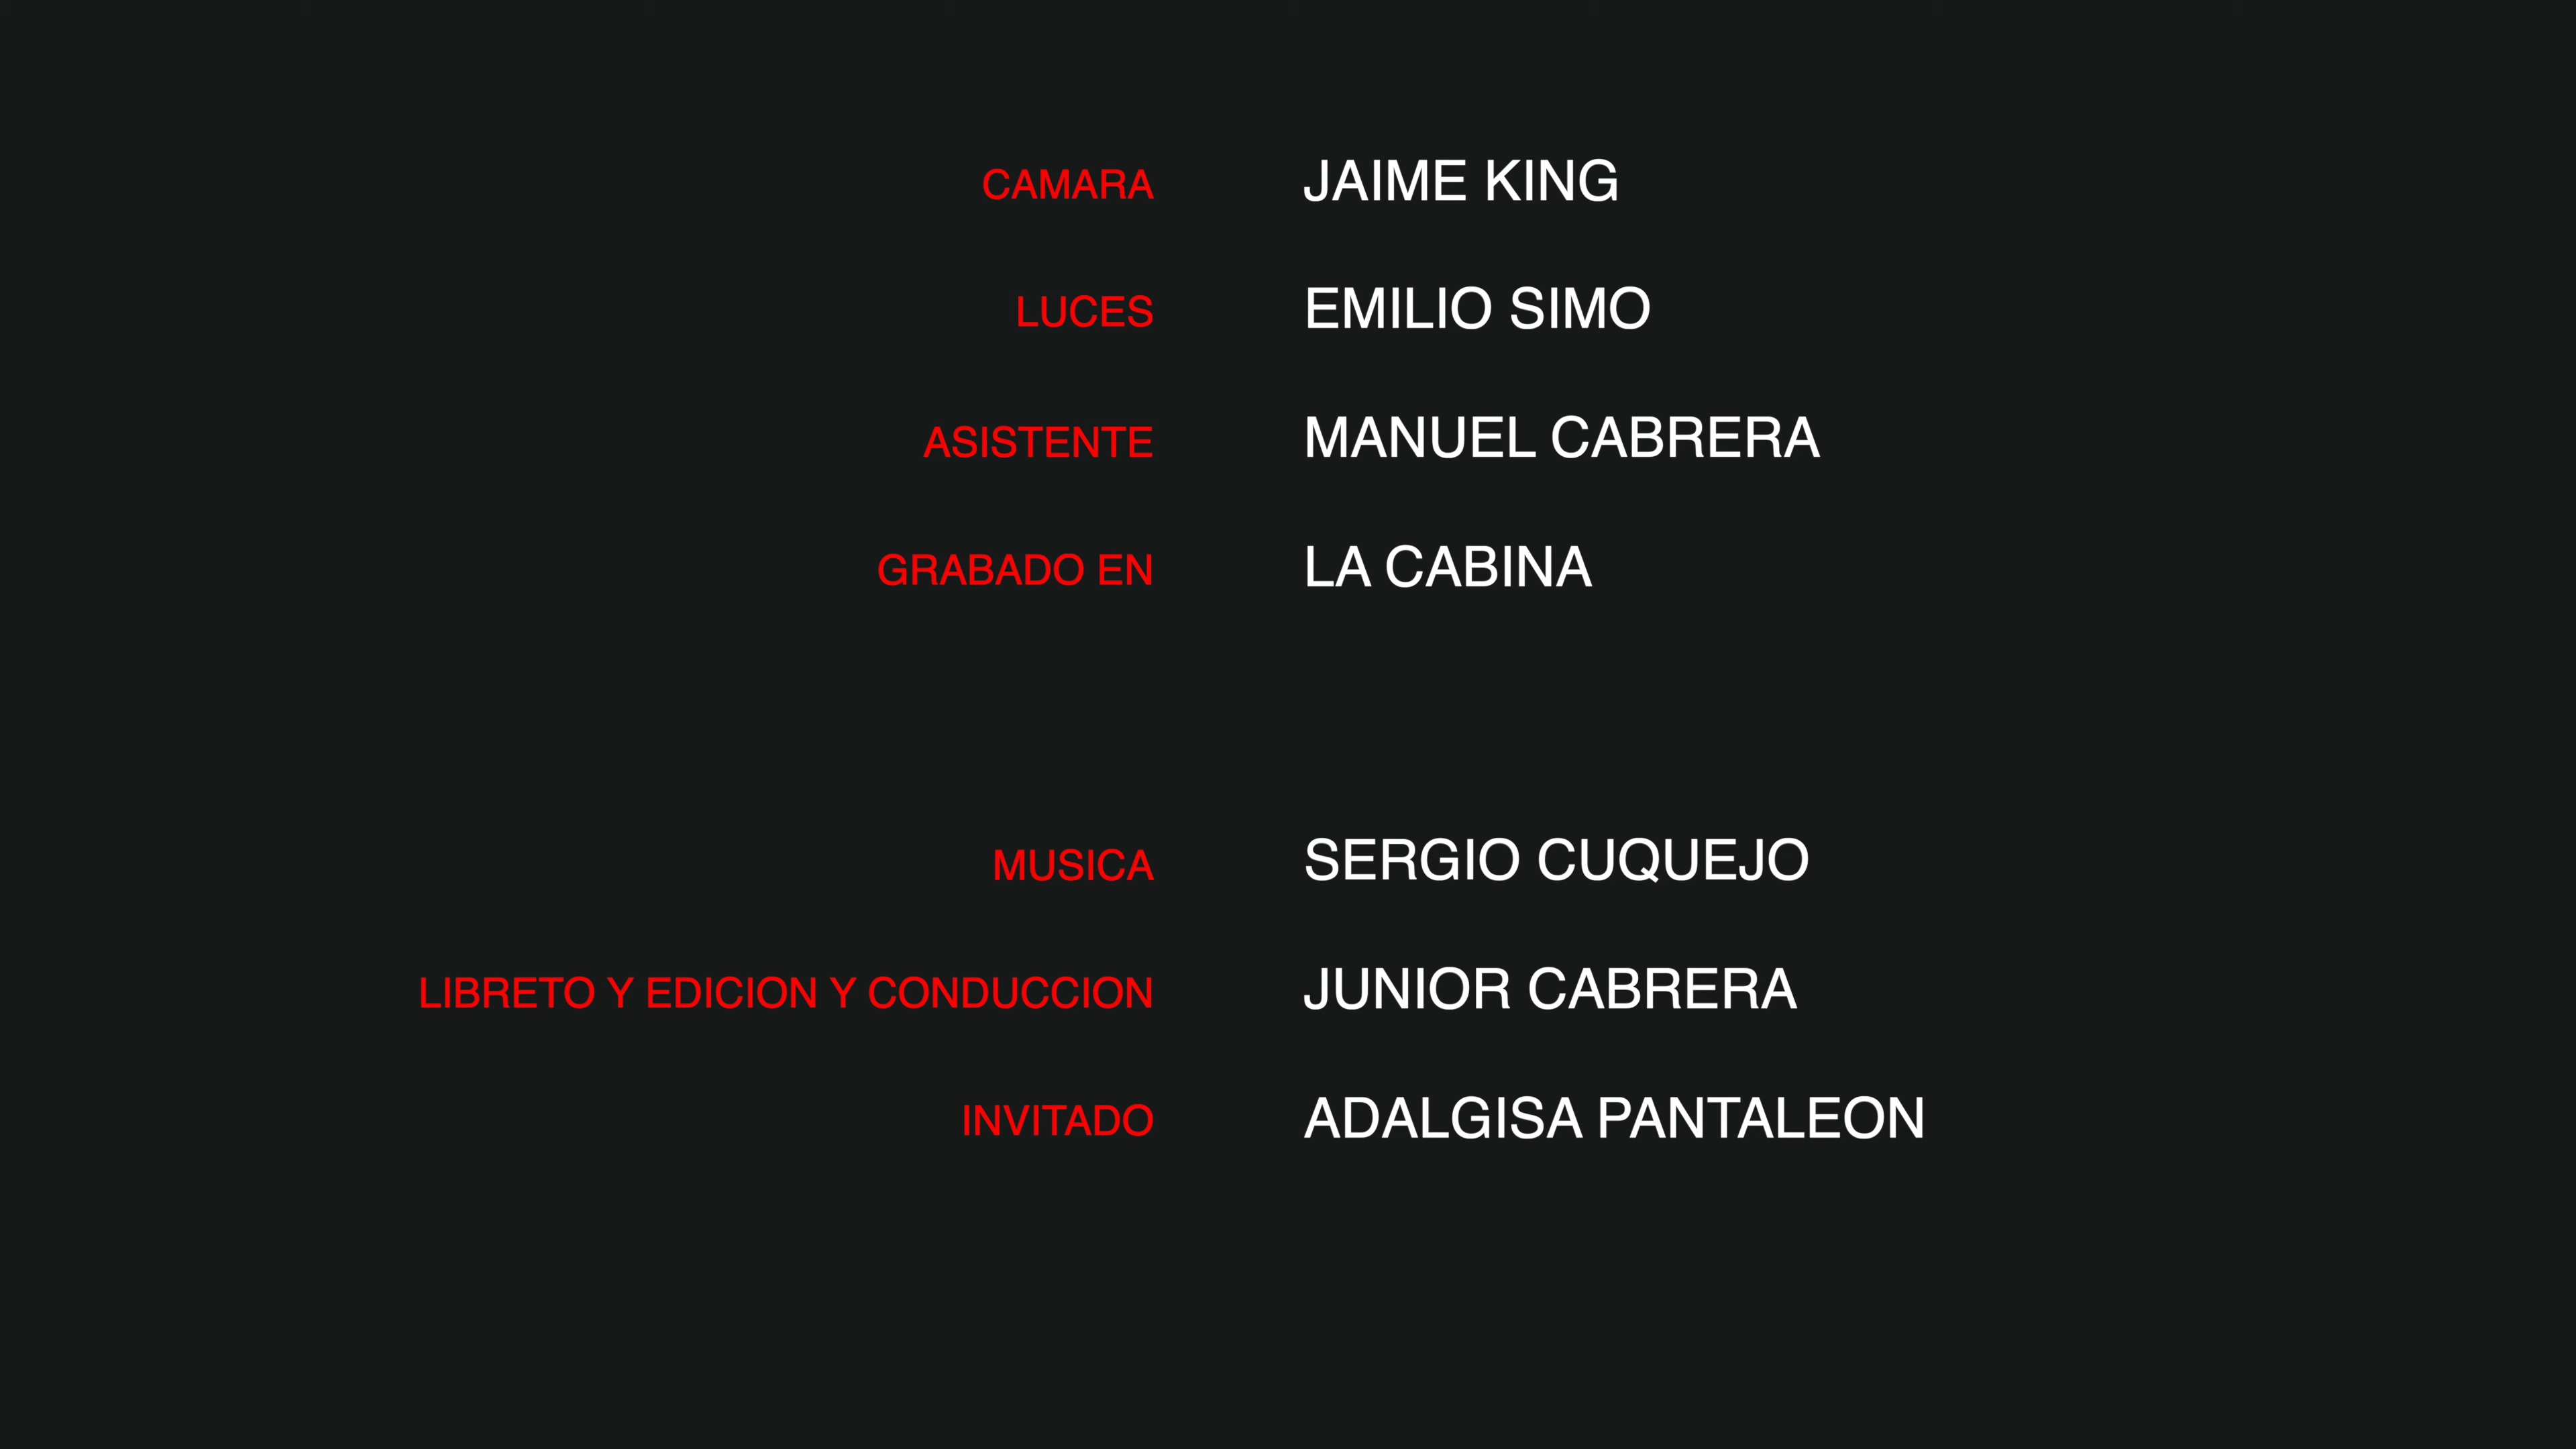 CAMARA JAIME KING
LUCES EMILIO SIMO
ASISTENTE MANUEL CABRERA
GRABADO EN LA CABINA
MUSICA SERGIO CUQUEJO
LIBRETO Y EDICION Y CONDUCCION JUNIOR CABRERA
INVITADO ADALGISA PANTALEON